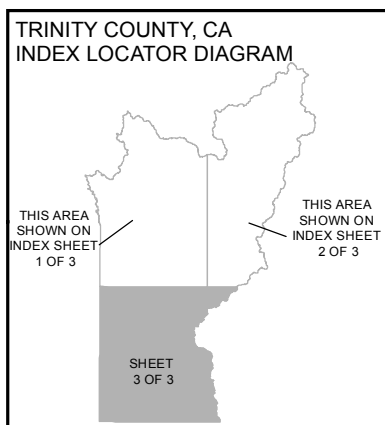 TRINITY COUNTY, CA
INDEX LOCATOR DIAGRAM
THIS AREA
SHOWN ON
INDEX SHEET
1 OF 3
THIS AREA
SHOWN ON
INDEX SHEET
2 OF 3
SHEET
3 OF 3